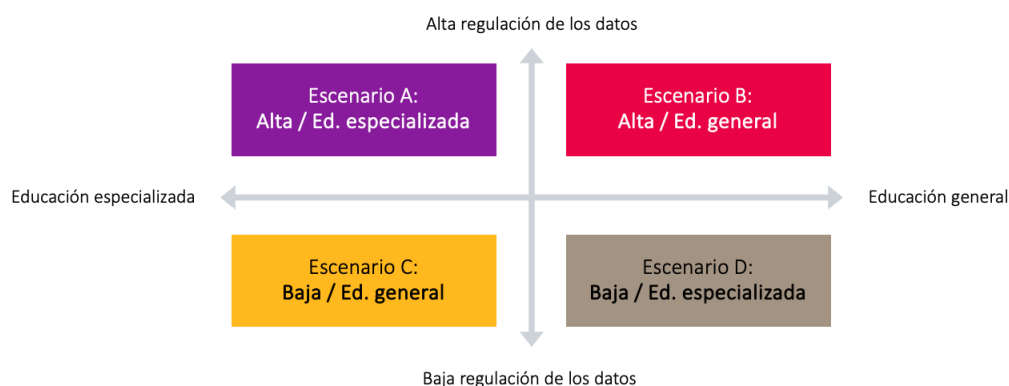 Alta regulación de los datos
Escenario A:
Alta / Ed. especializada
Escenario B:
Alta / Ed. general
Educación especializada
Educación general
Escenario C:
Baja / Ed. general
Escenario D:
Baja / Ed. especializada
Baja regulación de los datos